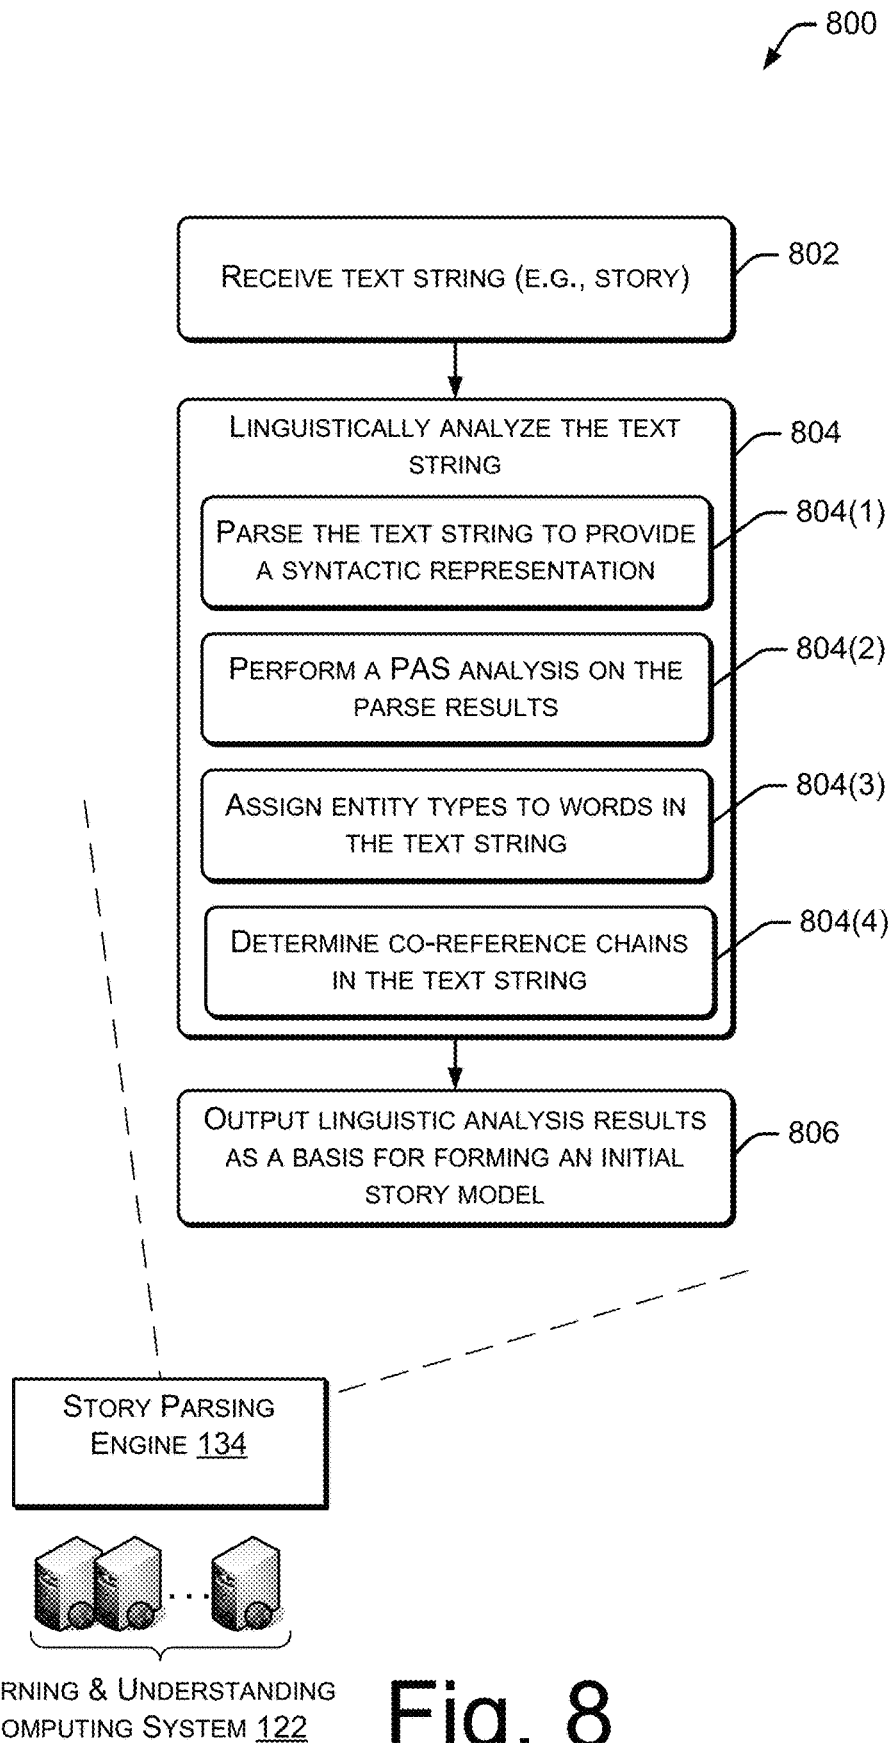 800
RECEIVE TEXT STRING (E.G., STORY)
802
LINGUISTICALLY ANALYZE THE TEXT
STRING
804
PARSE THE TEXT STRING TO PROVIDE
A SYNTACTIC REPRESENTATION
804(1)
PERFORM A PAS ANALYSIS ON THE
PARSE RESULTS
804(2)
ASSIGN ENTITY TYPES TO WORDS IN
THE TEXT STRING
804(3)
DETERMINE CO-REFERENCE CHAINS
IN THE TEXT STRING
804(4)
OUTPUT LINGUISTIC ANALYSIS RESULTS
AS A BASIS FOR FORMING AN INITIAL
STORY MODEL
806
STORY PARSING
ENGINE 134
RNING & UNDERSTANDING
OMPUTING SYSTEM 122
Fig. 8